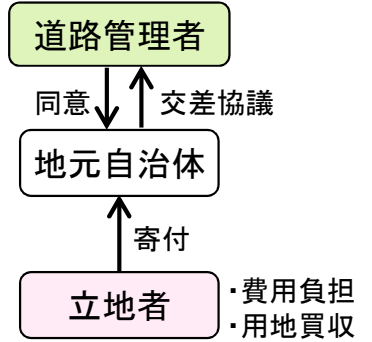 道路管理者
同意
交差協議
地元自治体
寄付
立地者
・費用負担
・用地買収